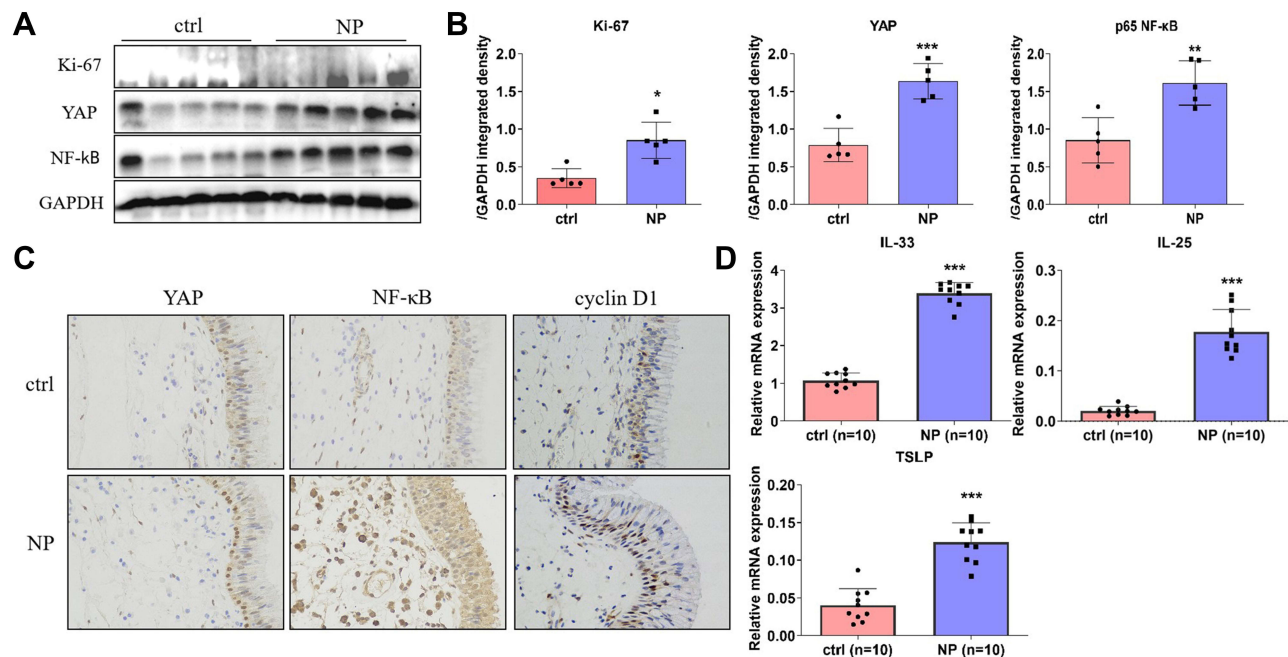 A
ctrl NP
Ki-67
YAP
NF-kB
GAPDH
B
Ki-67
/GAPDH integrated density
2.0
1.5
1.0
0.5
0.0
*
ctrl NP
YAP
/GAPDH integrated density
2.0
1.5
1.0
0.5
0.0
***
ctrl NP
p65 NF-κB
/GAPDH integrated density
2.0
1.5
1.0
0.5
0.0
**
ctrl NP
C
YAP NF-κB cyclin D1
ctrl
NP
D
IL-33
Relative mRNA expression
4
3
2
1
0
***
ctrl (n=10) NP (n=10)
IL-25
Relative mRNA expression
0.3
0.2
0.1
0.0
***
ctrl (n=10) NP (n=10)
TSLP
Relative mRNA expression
0.20
0.15
0.10
0.05
0.00
***
ctrl (n=10) NP (n=10)